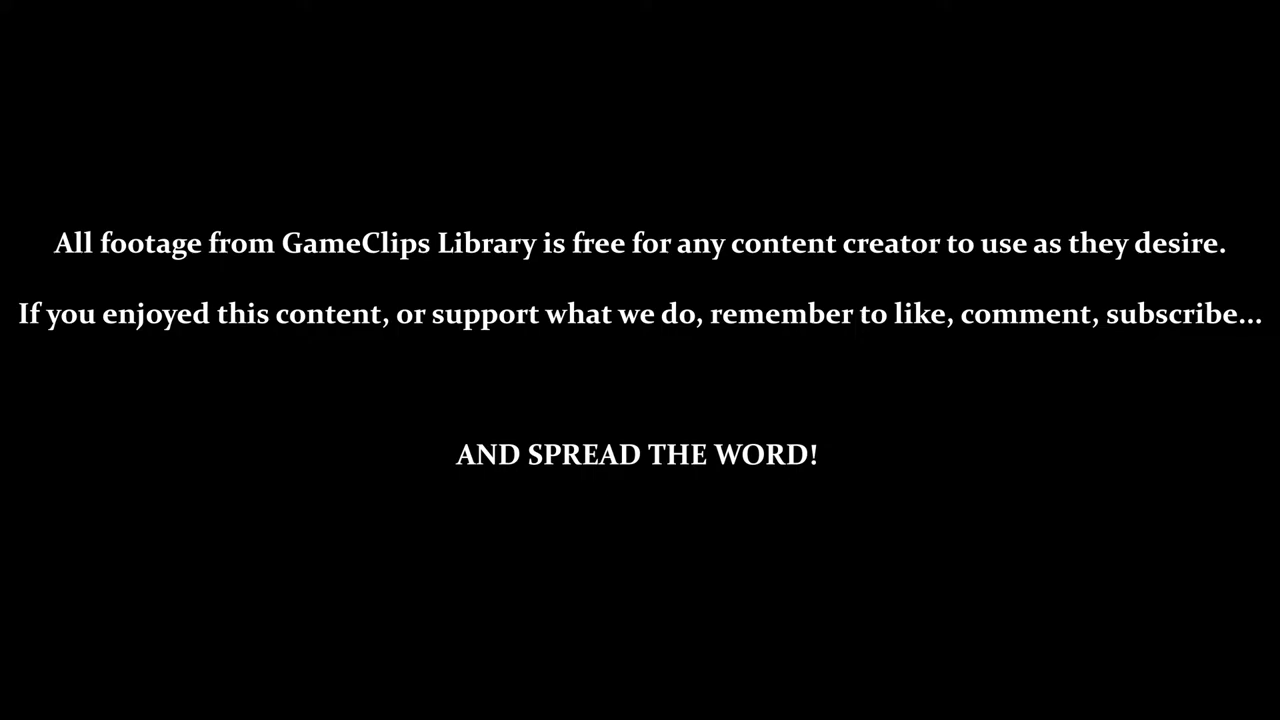 All footage from GameClips Library is free for any content creator to use as they desire.
If you enjoyed this content, or support what we do, remember to like, comment, subscribe...
AND SPREAD THE WORD!